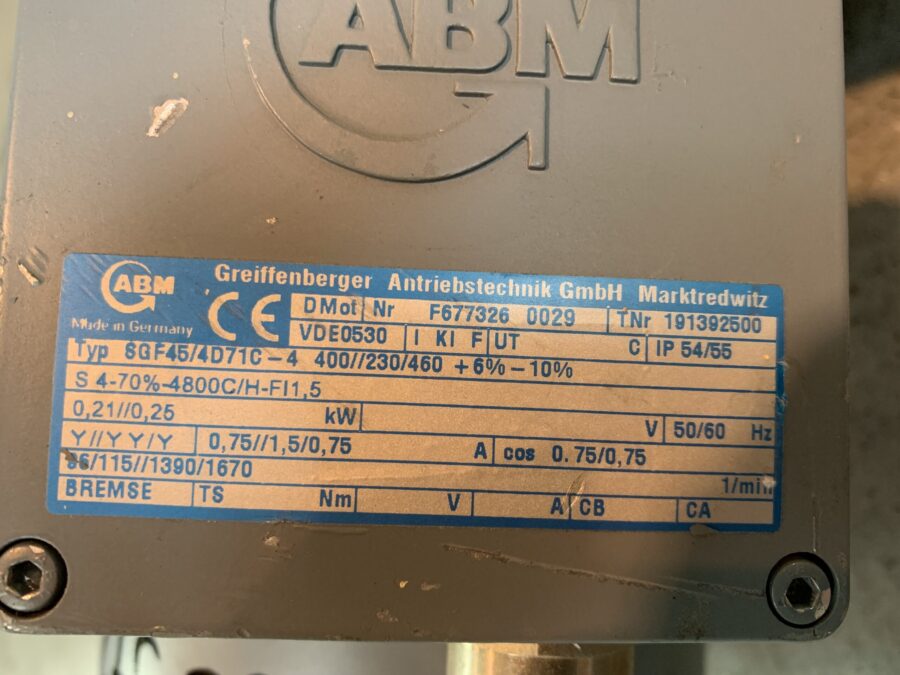 ABM
ABM Greiffenberger Antriebstechnik GmbH Marktredwitz
Made in Germany CE DMot Nr F677326 0029 TNr 191392500
VDE0530 I KI F UT C IP 54/55
Typ SGF45/4D71C-4 400//230/460 +6%-10%
S 4-70%-4800C/H-FI1,5
0,21//0,25 kW V 50/60 Hz
Y//YY/Y 0,75//1,5/0,75 A cos 0.75/0,75
96/115//1390/1670 1/min
BREMSE TS Nm V A CB CA